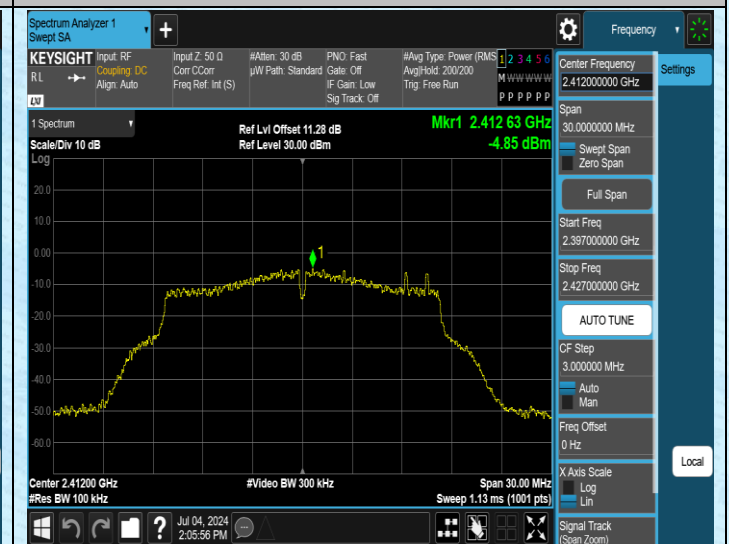 Spectrum Analyzer 1
Swept SA
+
Frequency
KEYSIGHT
Input: RF
Coupling: DC
Align: Auto
R L
LXI
Input Z: 50 Ω
Corr CCorr
Freq Ref: Int (S)
#Atten: 30 dB
µW Path: Standard
PNO: Fast
Gate: Off
IF Gain: Low
Sig Track: Off
#Avg Type: Power (RMS
Avg|Hold: 200/200
Trig: Free Run
1 2 3 4 5 6
M W W W W W
P P P P P P
Center Frequency
2.412000000 GHz
Settings
Span
30.0000000 MHz
Swept Span
Zero Span
Full Span
Start Freq
2.397000000 GHz
Stop Freq
2.427000000 GHz
AUTO TUNE
CF Step
3.000000 MHz
Auto
Man
Freq Offset
0 Hz
X Axis Scale
Log
Lin
Signal Track
(Span Zoom)
Local
1 Spectrum
Scale/Div 10 dB
Ref Lvl Offset 11.28 dB
Ref Level 30.00 dBm
Mkr1 2.412 63 GHz
-4.85 dBm
Log
20.0
10.0
0.00
-10.0
-20.0
-30.0
-40.0
-50.0
-60.0
1
Center 2.41200 GHz
#Res BW 100 kHz
#Video BW 300 kHz
Span 30.00 MHz
Sweep 1.13 ms (1001 pts)
?
Jul 04, 2024
2:05:56 PM